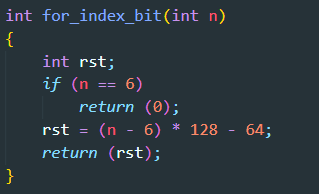 int for_index_bit(int n)
{
    int rst;
    if (n == 6)
        return (0);
    rst = (n - 6) * 128 - 64;
    return (rst);
}